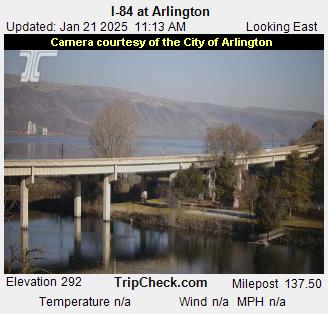 I-84 at Arlington
Updated: Jan 21 2025 11:13 AM Looking East
Camera courtesy of the City of Arlington
Elevation 292 TripCheck.com Milepost 137.50
Temperature n/a Wind n/a MPH n/a